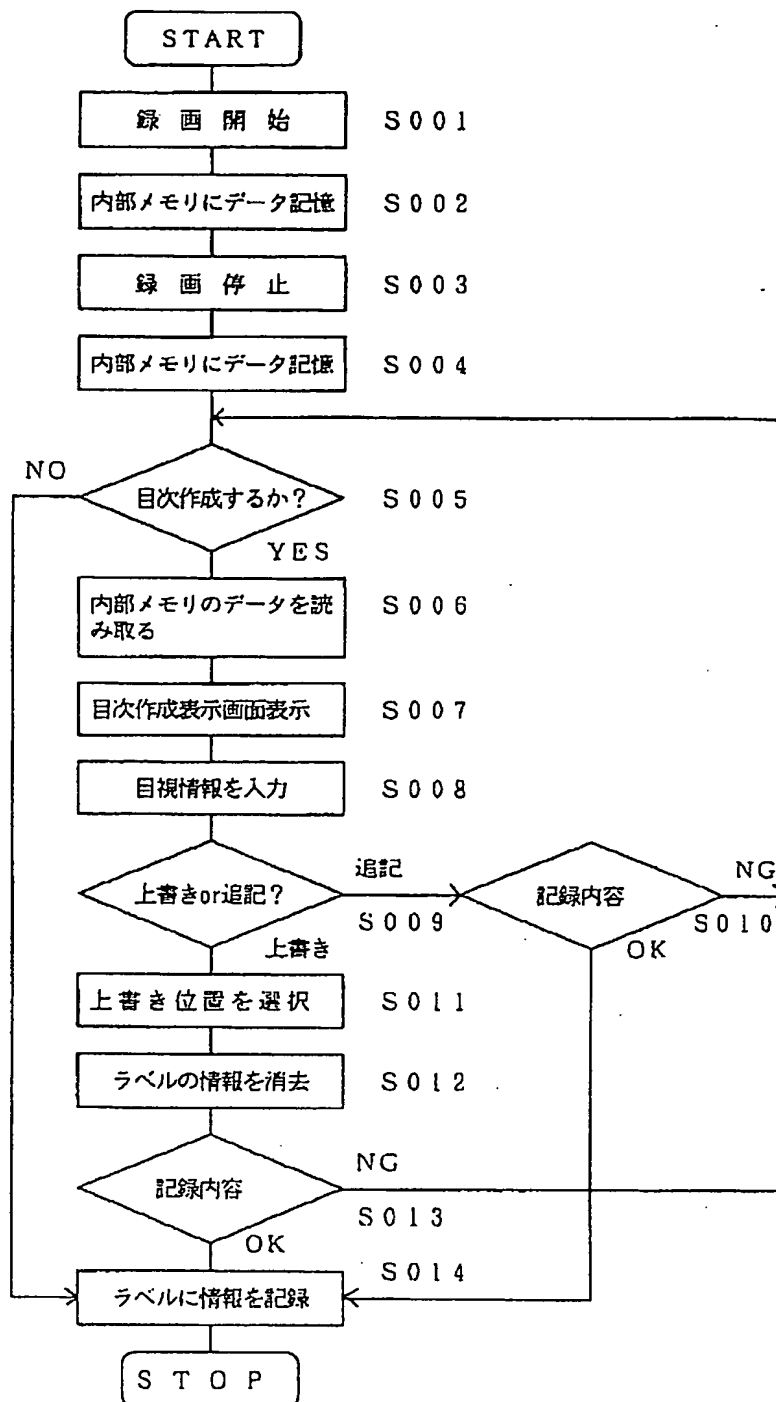 START
録画開始 S001
内部メモリにデータ記憶 S002
録画停止 S003
内部メモリにデータ記憶 S004
NO
目次作成するか? S005
YES
内部メモリのデータを読
み取る
S006
目次作成表示画面表示 S007
目視情報を入力 S008
上書きor追記?
追記
S009
記録内容
NG
S010
OK
上書き
上書き位置を選択 S011
ラベルの情報を消去 S012
記録内容
NG
S013
OK
S014
ラベルに情報を記録
STOP